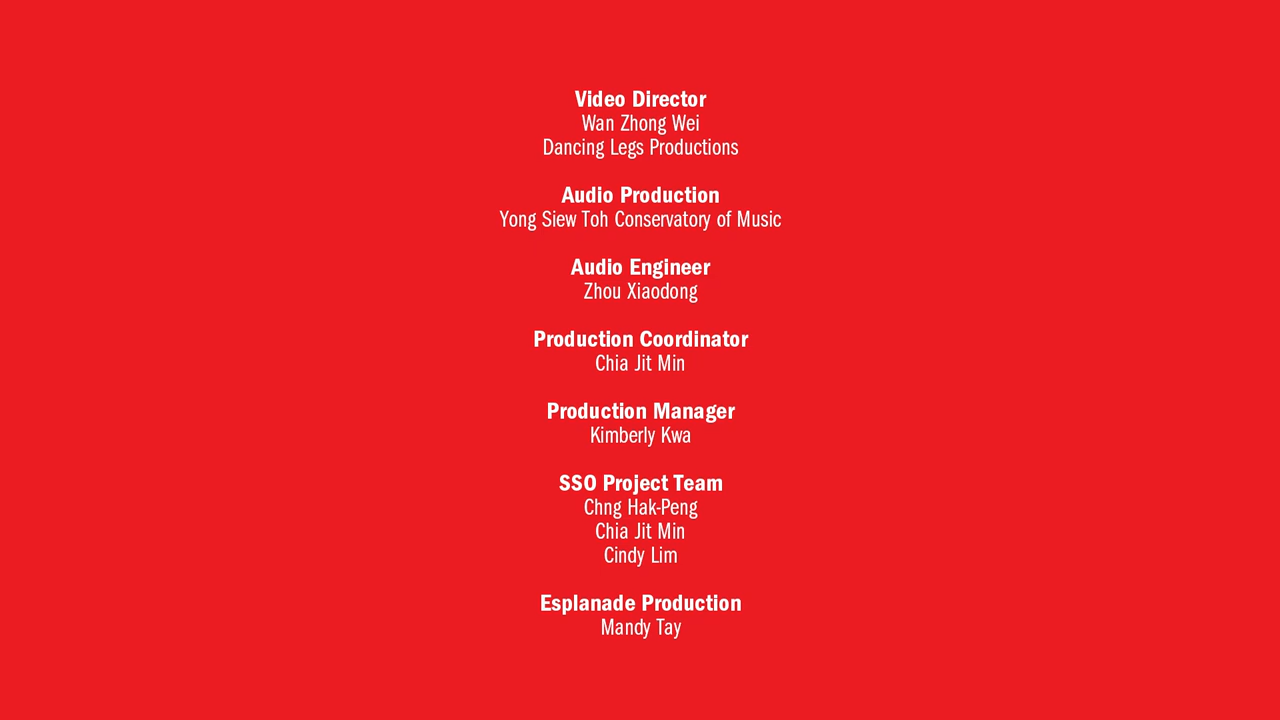 Video Director
Wan Zhong Wei
Dancing Legs Productions
Audio Production
Yong Siew Toh Conservatory of Music
Audio Engineer
Zhou Xiaodong
Production Coordinator
Chia Jit Min
Production Manager
Kimberly Kwa
SSO Project Team
Chng Hak-Peng
Chia Jit Min
Cindy Lim
Esplanade Production
Mandy Tay